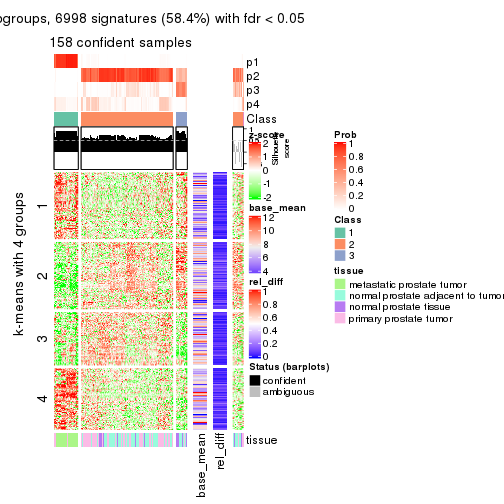 ogroups, 6998 signatures (58.4%) with fdr < 0.05
158 confident samples
p1
p2
p3
p4
Class
1
Silhouette
score
z-score
2
1
0
-1
-2
base_mean
12
10
8
6
4
rel_diff
1
0.8
0.6
0.4
0.2
0
Status (barplots)
confident
ambiguous
Prob
1
0.8
0.6
0.4
0.2
0
Class
1
2
3
tissue
metastatic prostate tumor
normal prostate adjacent to tumor
normal prostate tissue
primary prostate tumor
k-means with 4 groups
1
2
3
4
tissue
base_mean
rel_diff